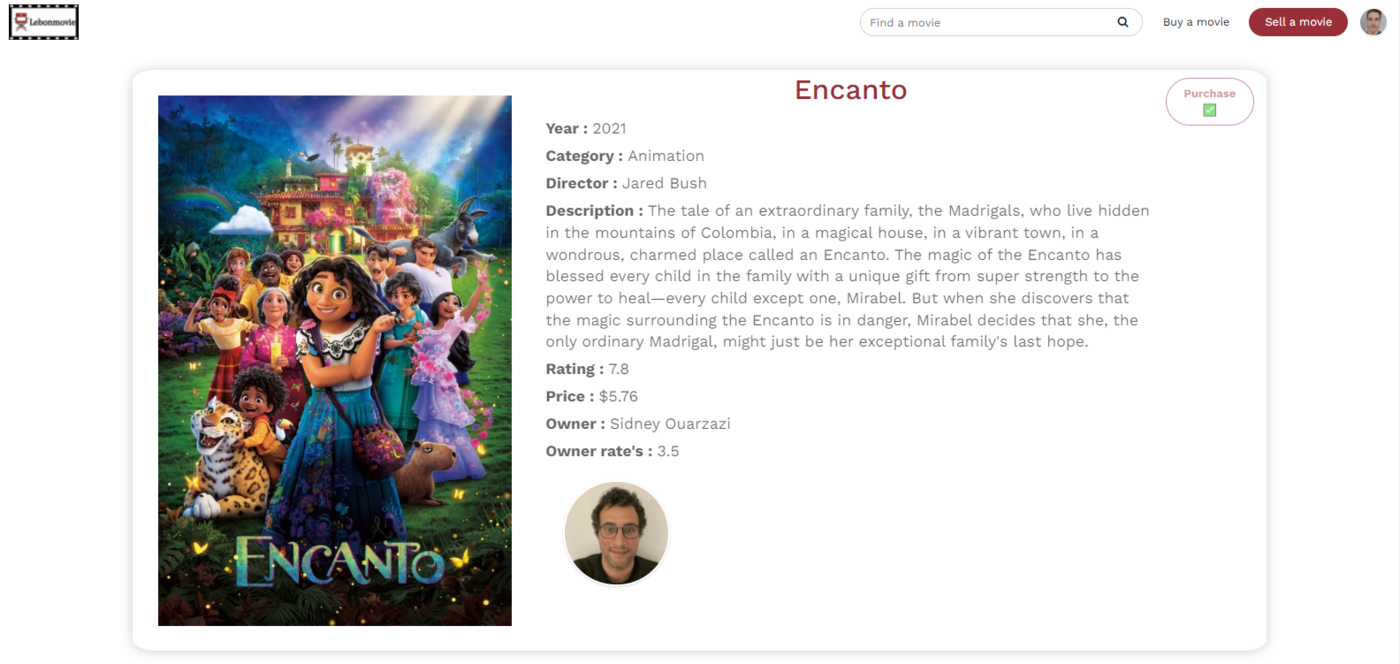 Lebonmovie
Find a movie
Buy a movie
Sell a movie
Encanto
Purchase
✅
Year : 2021
Category : Animation
Director : Jared Bush
Description : The tale of an extraordinary family, the Madrigals, who live hidden
in the mountains of Colombia, in a magical house, in a vibrant town, in a
wondrous, charmed place called an Encanto. The magic of the Encanto has
blessed every child in the family with a unique gift from super strength to the
power to heal—every child except one, Mirabel. But when she discovers that
the magic surrounding the Encanto is in danger, Mirabel decides that she, the
only ordinary Madrigal, might just be her exceptional family's last hope.
Rating : 7.8
Price : $5.76
Owner : Sidney Ouarzazi
Owner rate's : 3.5
ENCANTO